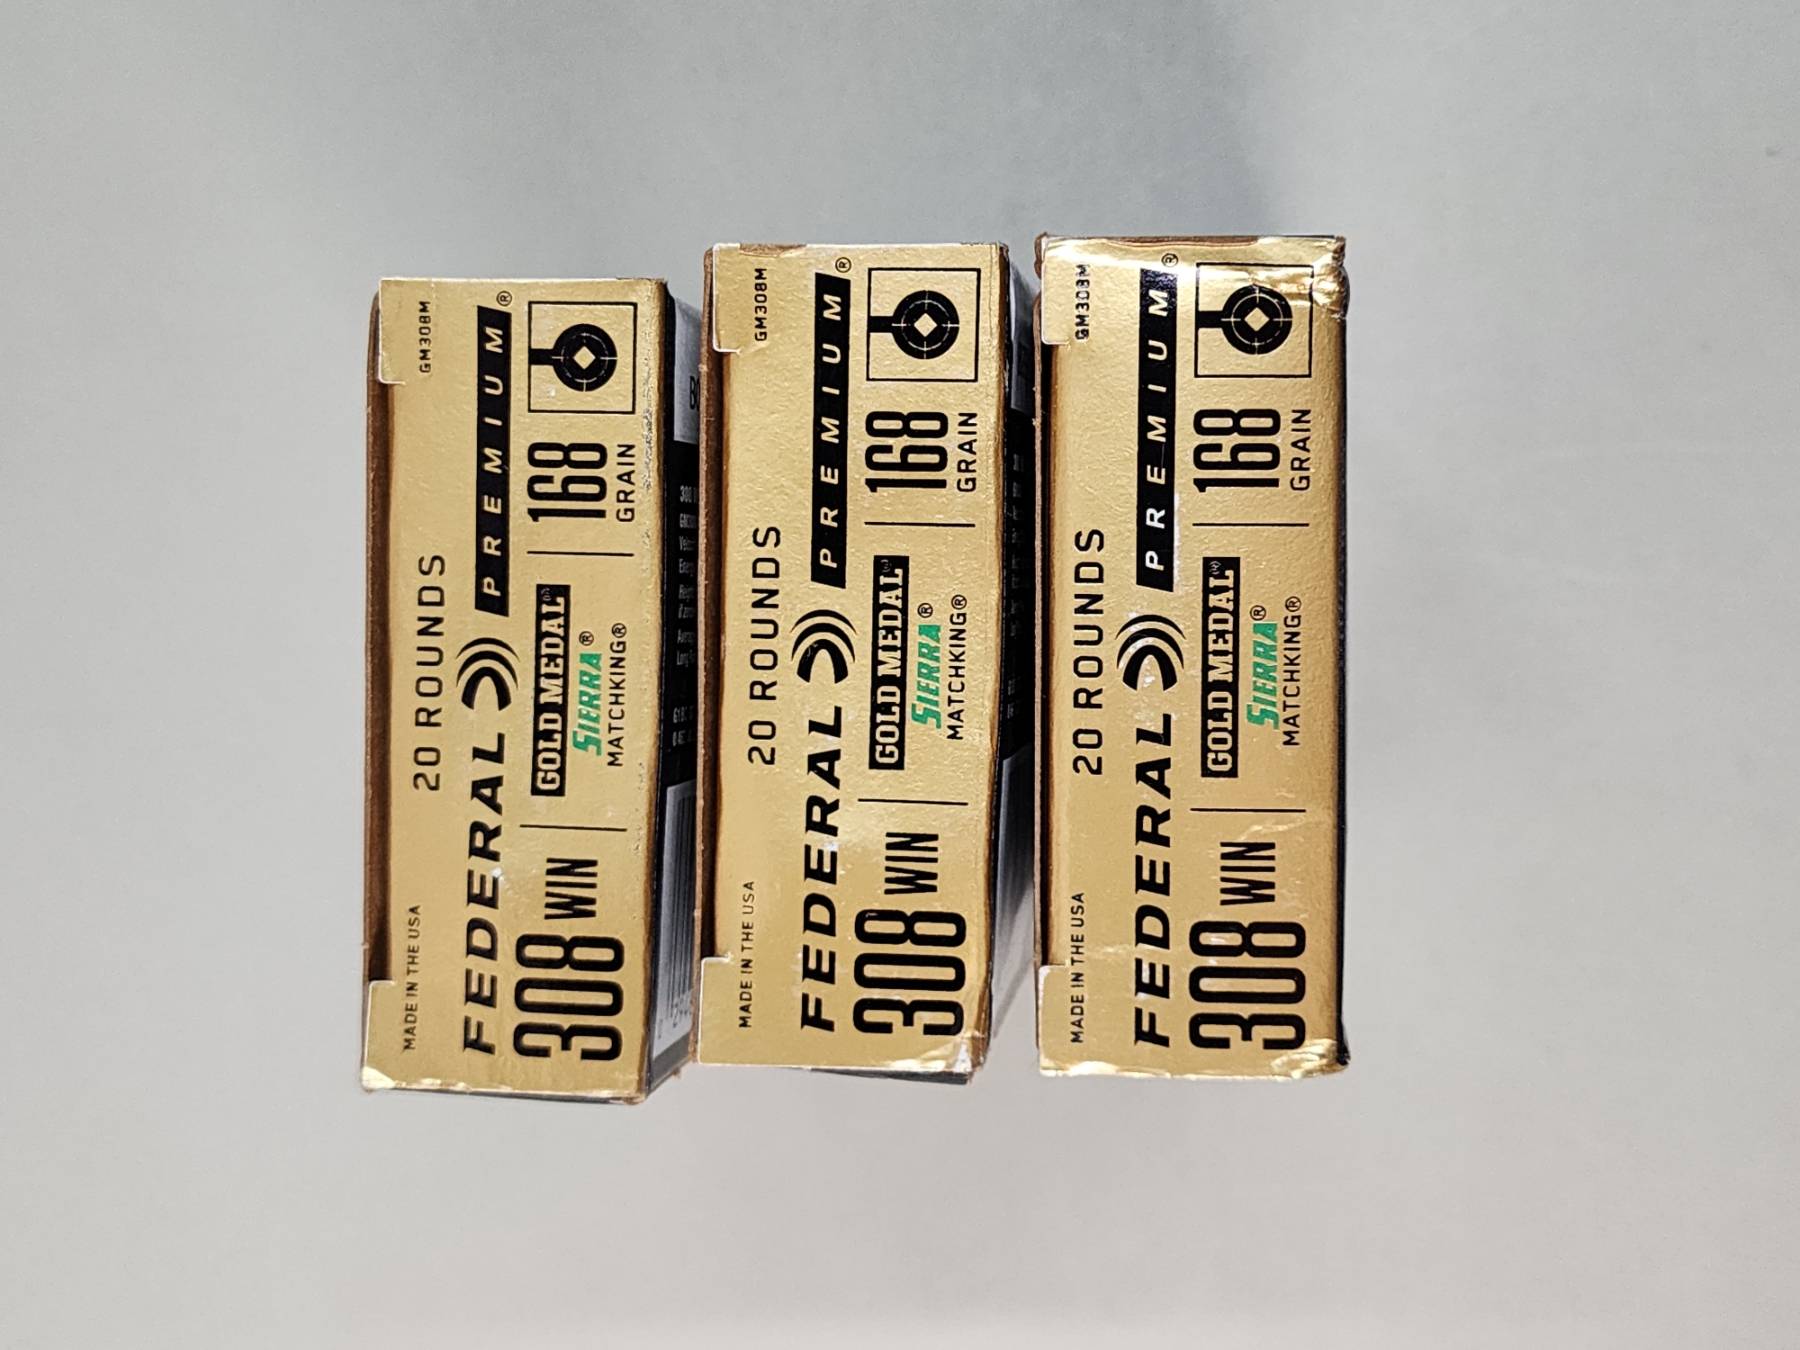 MADE IN THE USA 20 ROUNDS GM308M
FEDERAL PREMIUM®
308 WIN GOLD MEDAL® 168
SIERRA® GRAIN
MATCHKING®
MADE IN THE USA 20 ROUNDS GM308M
FEDERAL PREMIUM®
308 WIN GOLD MEDAL® 168
SIERRA® GRAIN
MATCHKING®
MADE IN THE USA 20 ROUNDS GM308M
FEDERAL PREMIUM®
308 WIN GOLD MEDAL® 168
SIERRA® GRAIN
MATCHKING®